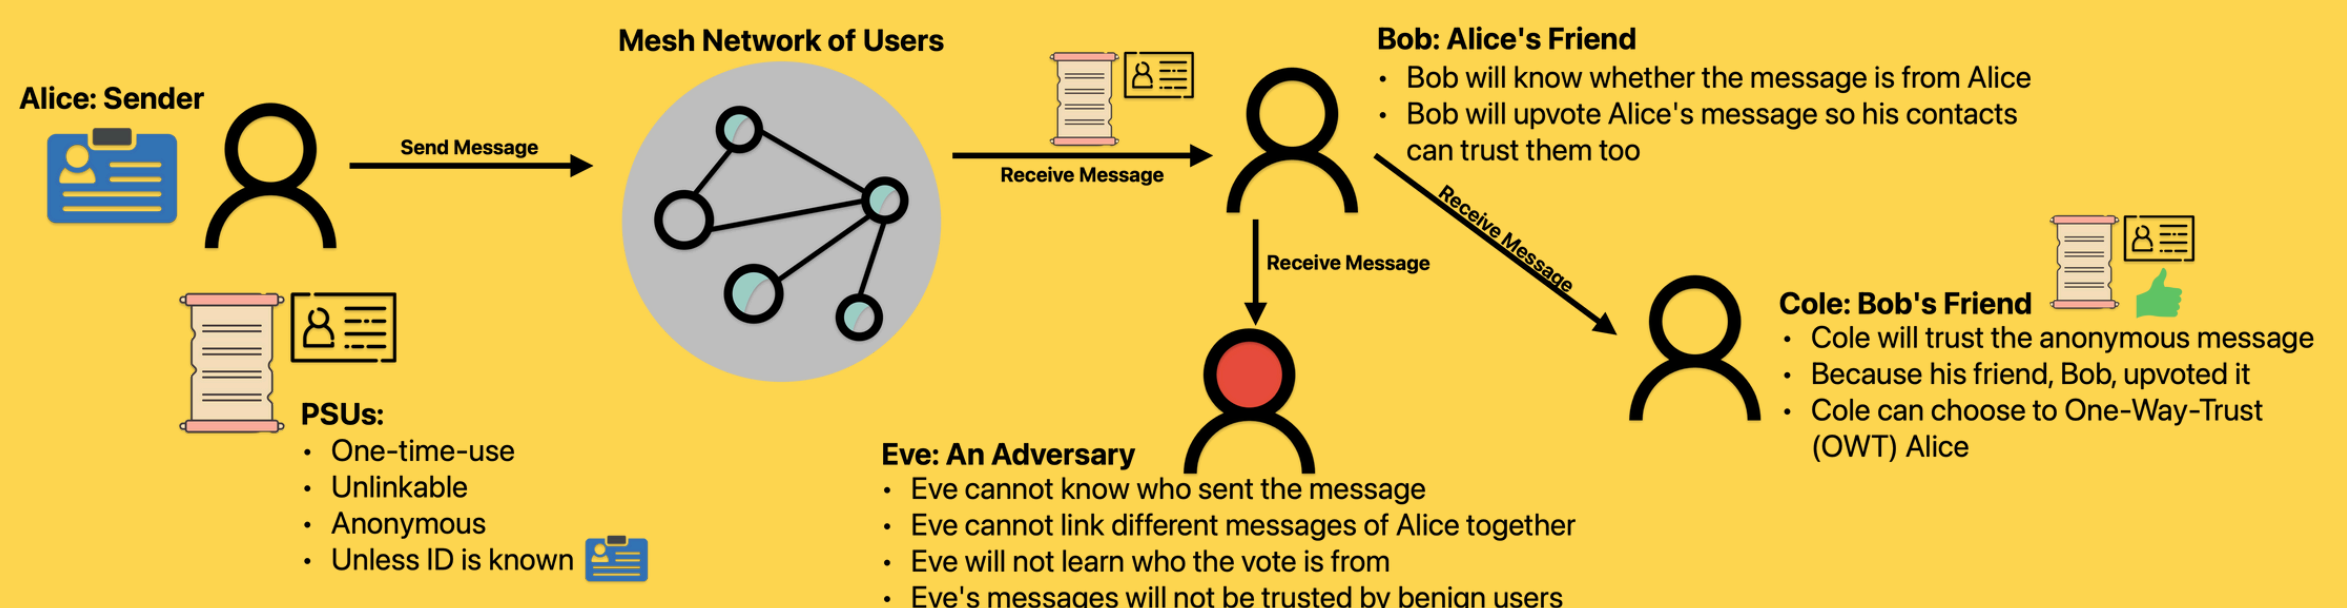 Alice: Sender
Send Message
PSUs:
• One-time-use
• Unlinkable
• Anonymous
• Unless ID is known
Mesh Network of Users
Receive Message
Bob: Alice's Friend
• Bob will know whether the message is from Alice
• Bob will upvote Alice's message so his contacts
can trust them too
Receive Message
Receive Message
Eve: An Adversary
• Eve cannot know who sent the message
• Eve cannot link different messages of Alice together
• Eve will not learn who the vote is from
• Eve's messages will not be trusted by benign users
Cole: Bob's Friend
• Cole will trust the anonymous message
• Because his friend, Bob, upvoted it
• Cole can choose to One-Way-Trust
(OWT) Alice